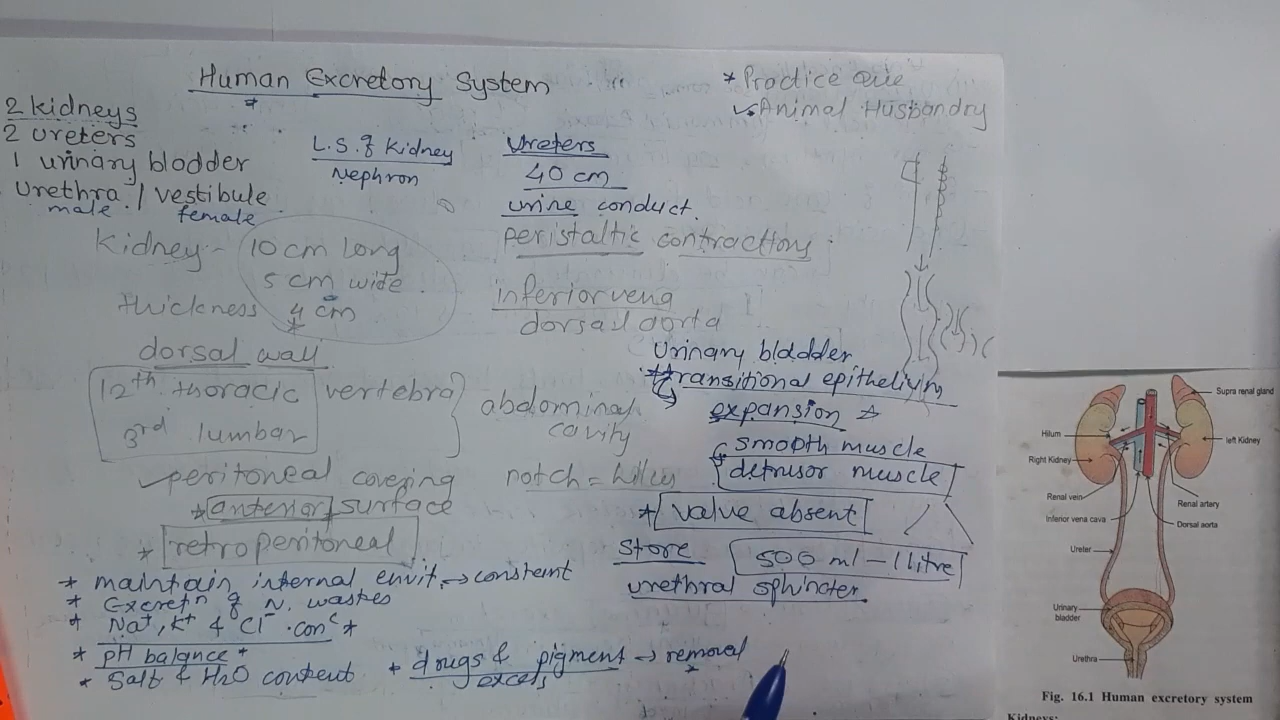 Human Excretory System
* Practice Que
Animal Husbandry
2 kidneys
2 ureters
1 urinary bladder
Urethra / vestibule
male female
L.S. of kidney
Nephron
Ureters
40 cm
urine conduct.
peristaltic contractions
Kidney - 10 cm long
5 cm wide
thickness 4 cm
*
inferior vena
dorsal aorta
dorsal wall
12th thoracic vertebra
3rd lumbar
abdominal
cavity
peritoneal covering
* anterior surface
* retroperitoneal
notch = hilus
Urinary bladder
transitional epithelium
expansion
smooth muscle
detrusor muscle
* valve absent
Store 500 ml - 1 litre
urethral sphincter
* maintain internal envit. → constant
* Excretn of N. wastes
* Na+, K+ & Cl- conc *
* pH balance *
* Salt & H2O content
* drugs & pigment → removal
excess
Supra renal gland
Hilum
left Kidney
Right Kidney
Renal vein
Renal artery
Inferior vena cava
Dorsal aorta
Ureter
Urinary
bladder
Urethra
Fig. 16.1 Human excretory system
Kidneys: